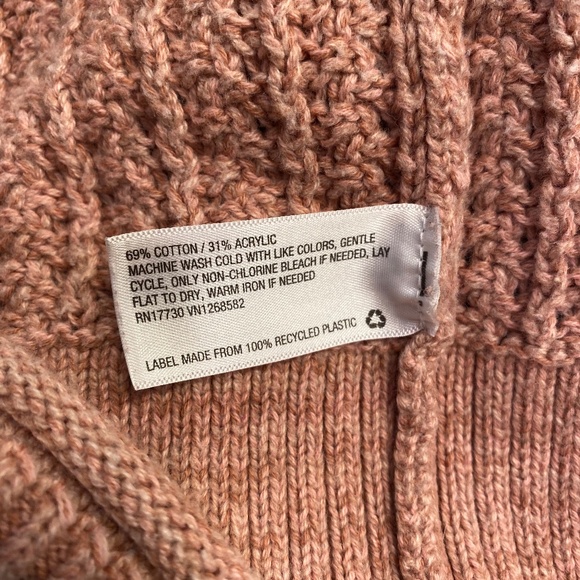 69% COTTON / 31% ACRYLIC
MACHINE WASH COLD WITH LIKE COLORS, GENTLE
CYCLE, ONLY NON-CHLORINE BLEACH IF NEEDED, LAY
FLAT TO DRY, WARM IRON IF NEEDED
RN17730 VN1268582
LABEL MADE FROM 100% RECYCLED PLASTIC